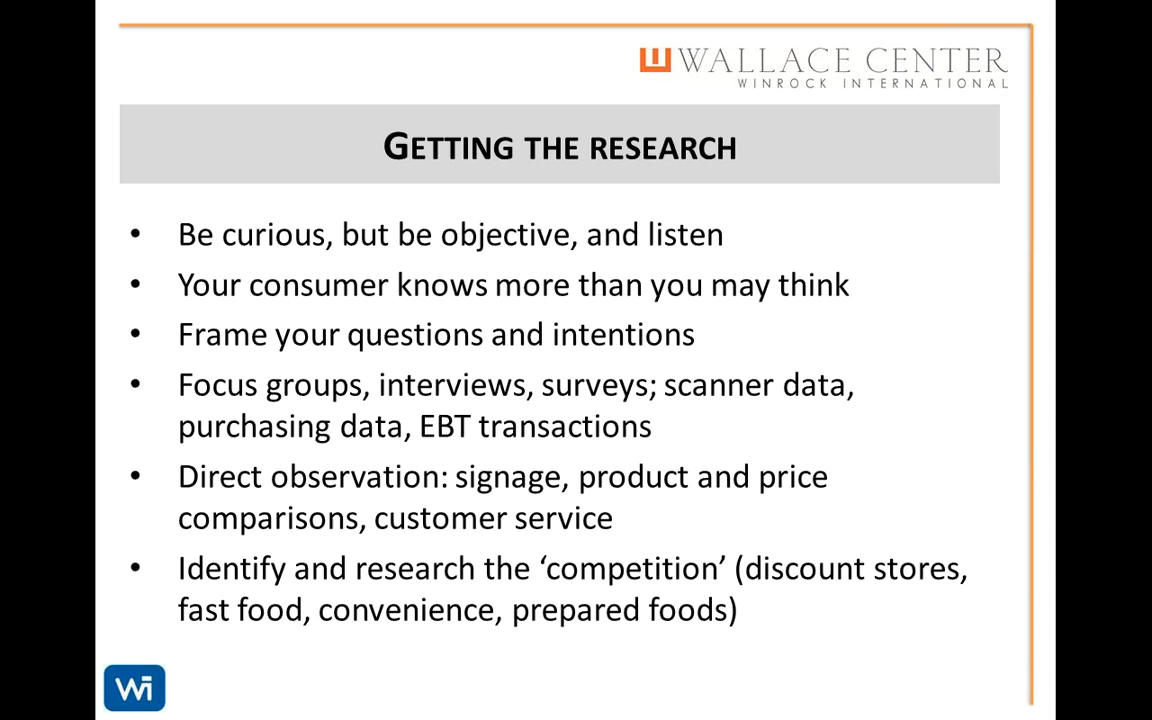 WALLACE CENTER
WINROCK INTERNATIONAL
GETTING THE RESEARCH
• Be curious, but be objective, and listen
• Your consumer knows more than you may think
• Frame your questions and intentions
• Focus groups, interviews, surveys; scanner data,
purchasing data, EBT transactions
• Direct observation: signage, product and price
comparisons, customer service
• Identify and research the ‘competition’ (discount stores,
fast food, convenience, prepared foods)
Wi